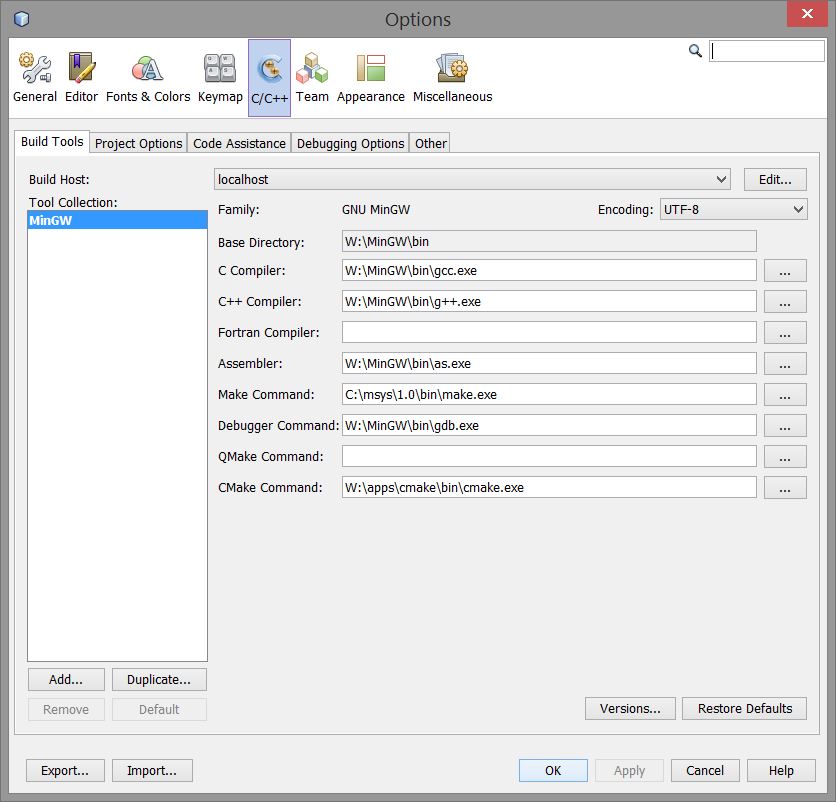 Options
General Editor Fonts & Colors Keymap C/C++ Team Appearance Miscellaneous
Build Tools Project Options Code Assistance Debugging Options Other
Build Host: localhost Edit...
Tool Collection:
MinGW
Family: GNU MinGW Encoding: UTF-8
Base Directory: W:\MinGW\bin
C Compiler: W:\MinGW\bin\gcc.exe ...
C++ Compiler: W:\MinGW\bin\g++.exe ...
Fortran Compiler: ...
Assembler: W:\MinGW\bin\as.exe ...
Make Command: C:\msys\1.0\bin\make.exe ...
Debugger Command: W:\MinGW\bin\gdb.exe ...
QMake Command: ...
CMake Command: W:\apps\cmake\bin\cmake.exe ...
Add... Duplicate...
Remove Default
Versions... Restore Defaults
Export... Import... OK Apply Cancel Help